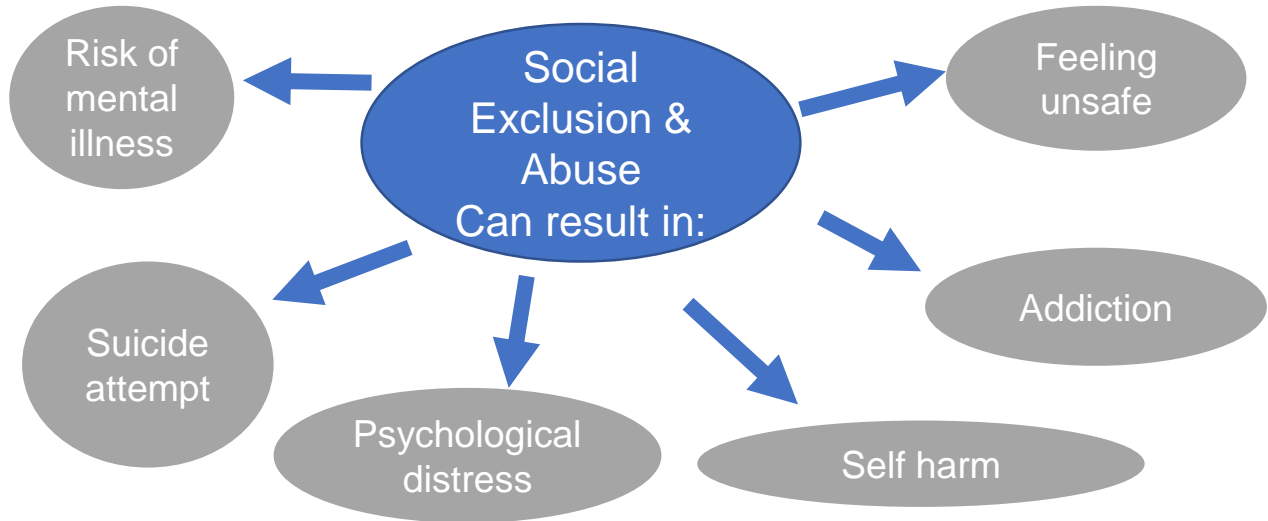 Social
Exclusion &
Abuse
Can result in:
Risk of
mental
illness
Feeling
unsafe
Suicide
attempt
Addiction
Psychological
distress
Self harm